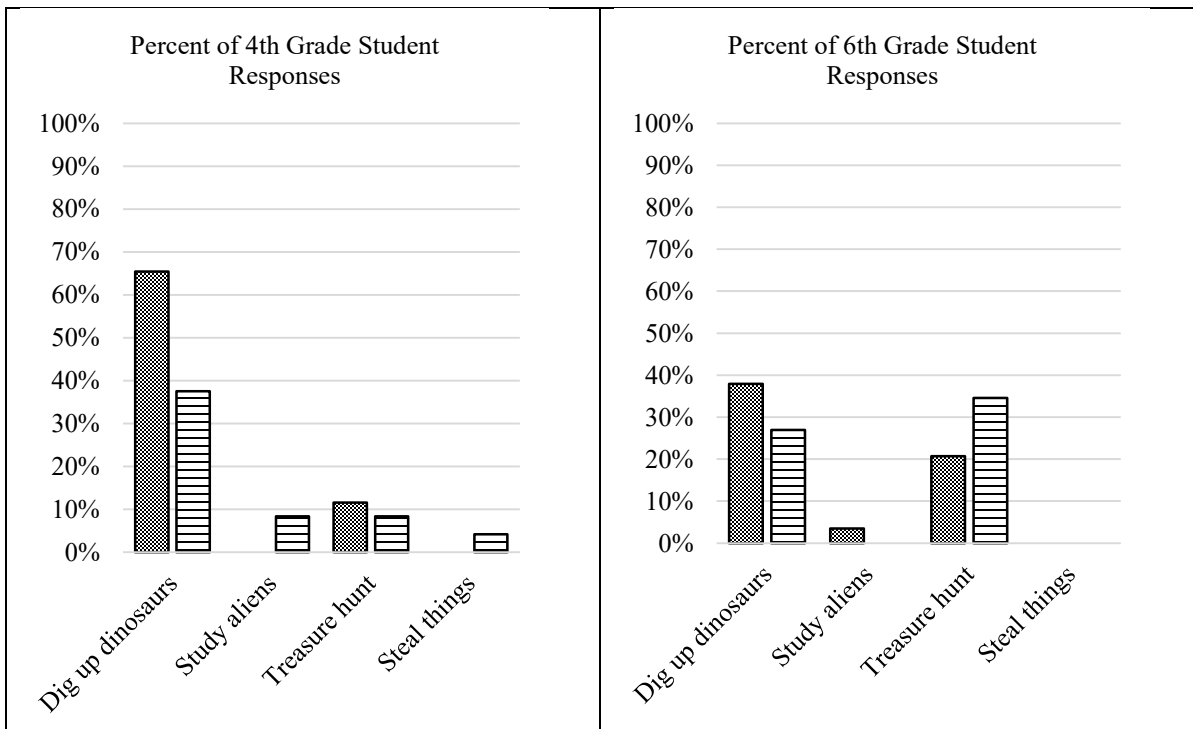 Percent of 4th Grade Student
Responses
100%
90%
80%
70%
60%
50%
40%
30%
20%
10%
0%
Dig up dinosaurs
Study aliens
Treasure hunt
Steal things
Percent of 6th Grade Student
Responses
100%
90%
80%
70%
60%
50%
40%
30%
20%
10%
0%
Dig up dinosaurs
Study aliens
Treasure hunt
Steal things